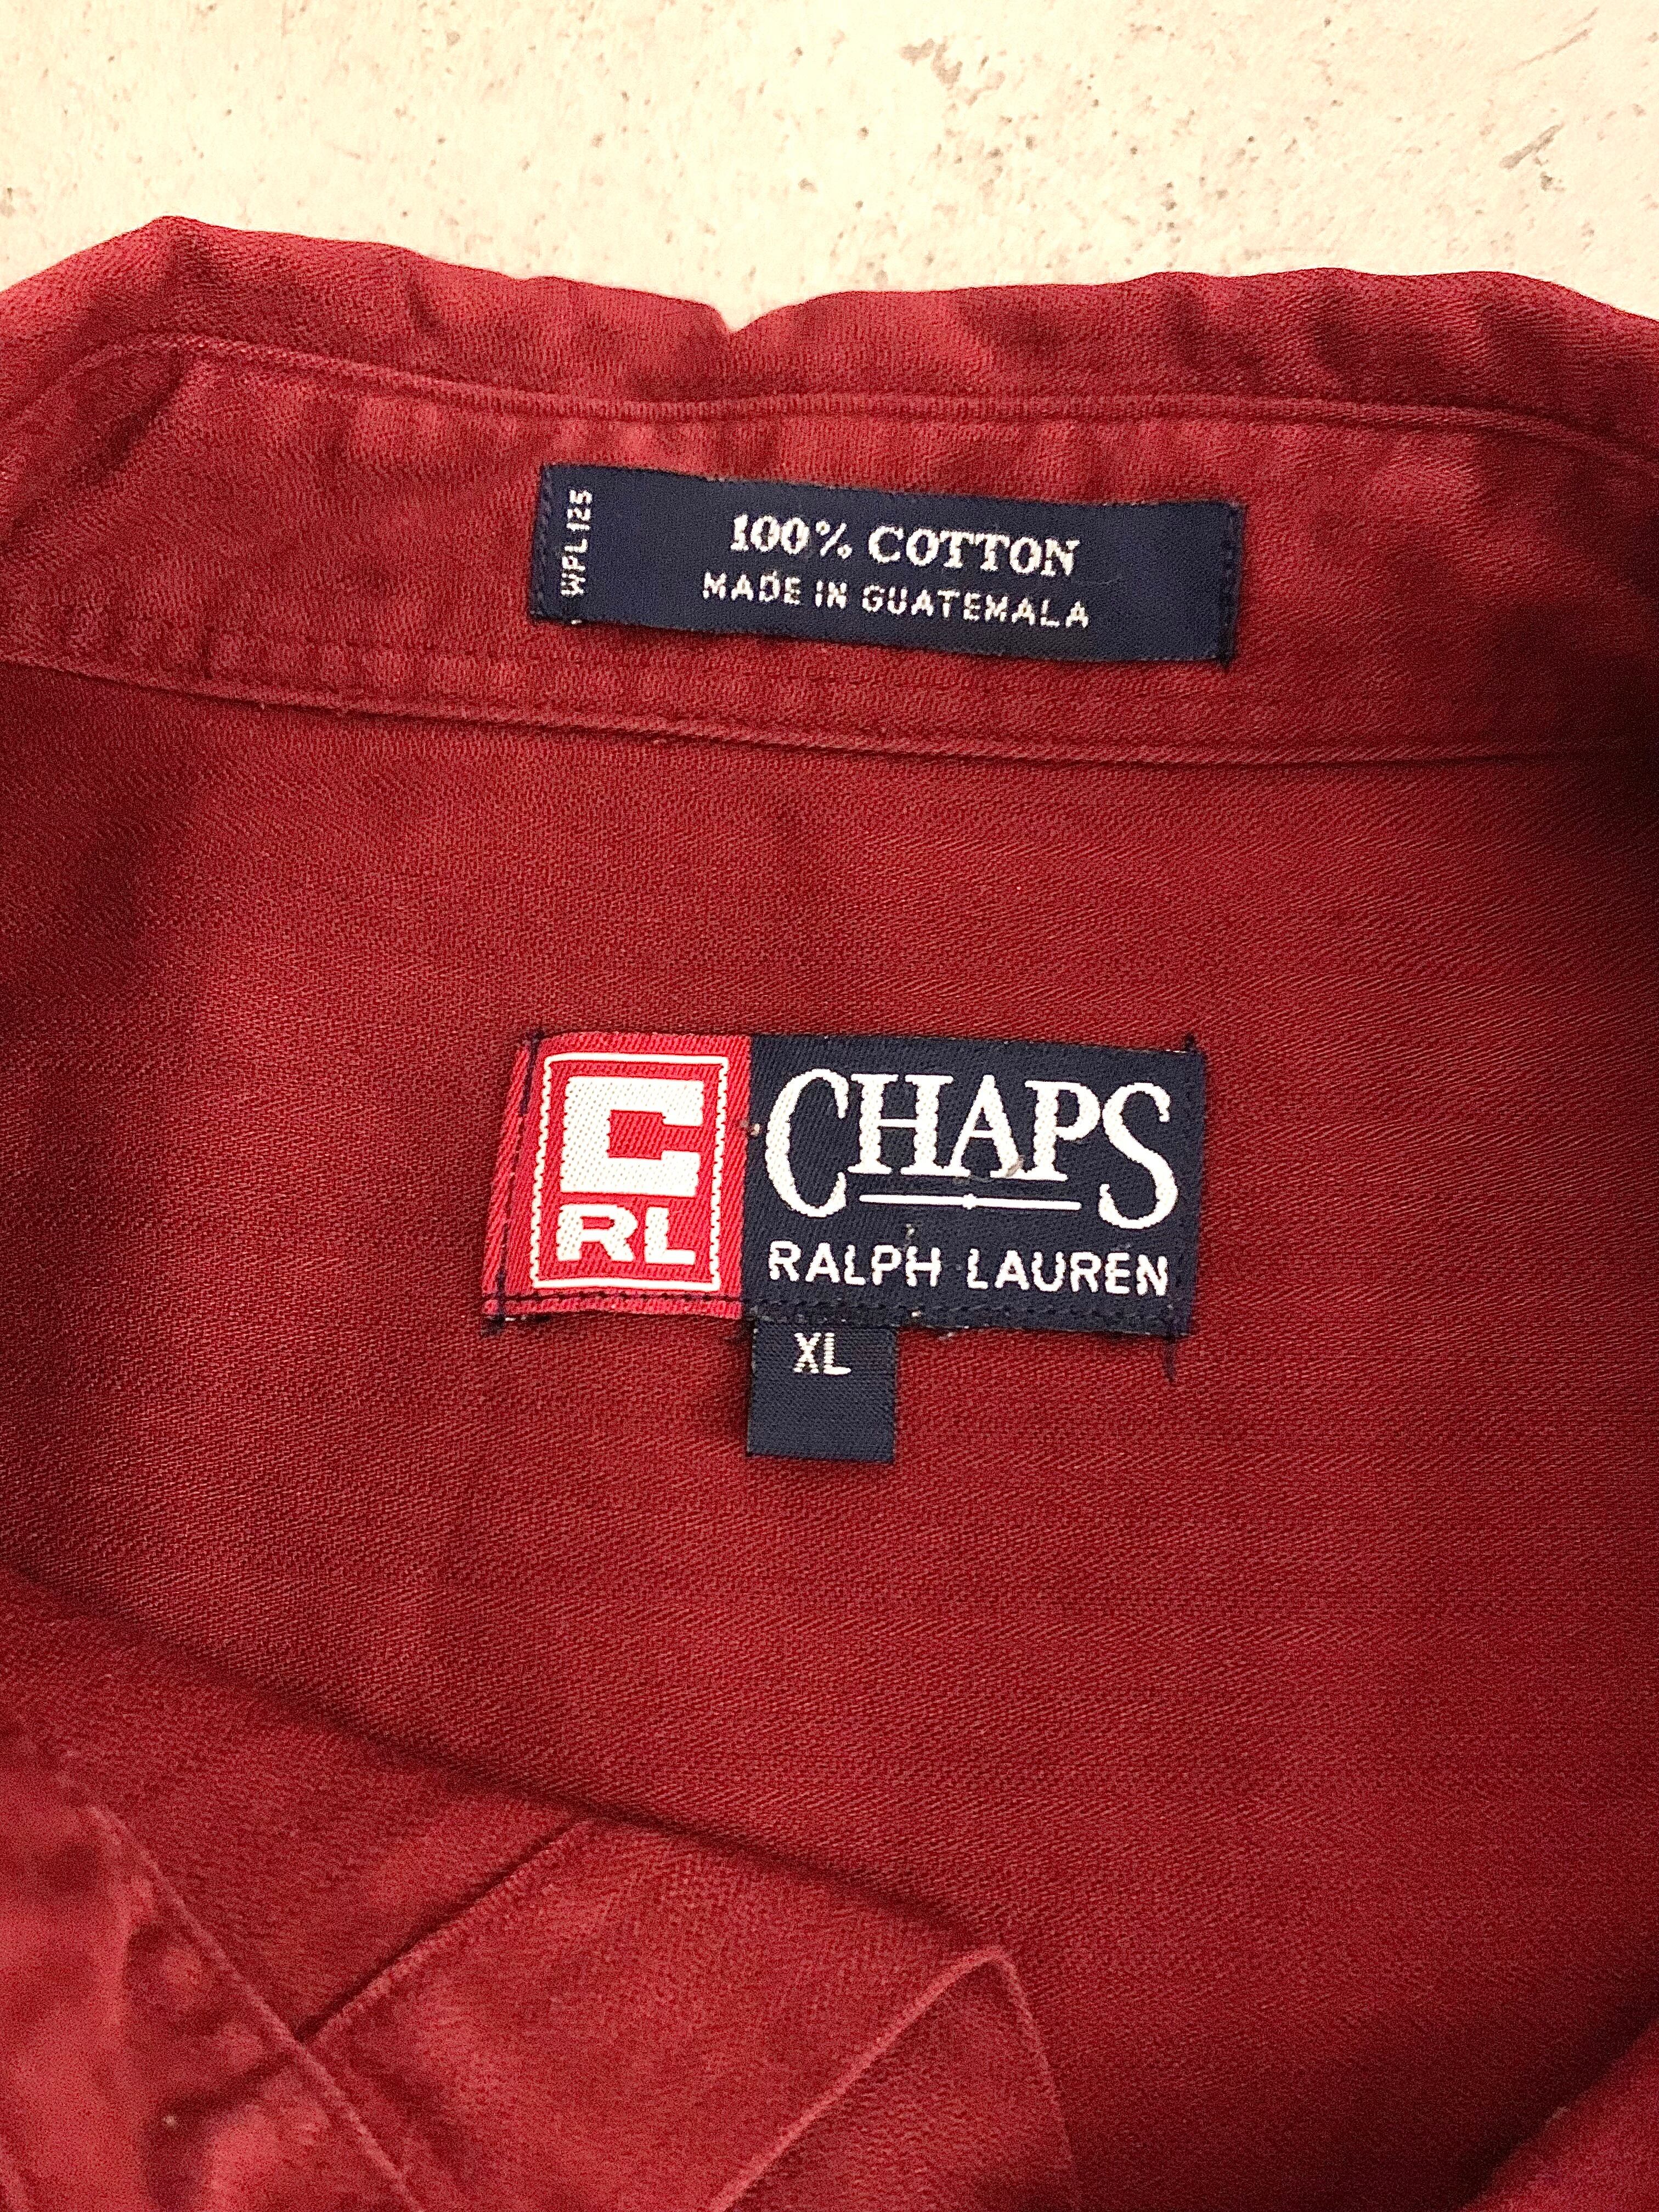 WPL 125
100% COTTON
MADE IN GUATEMALA
C
RL
CHAPS
RALPH LAUREN
XL